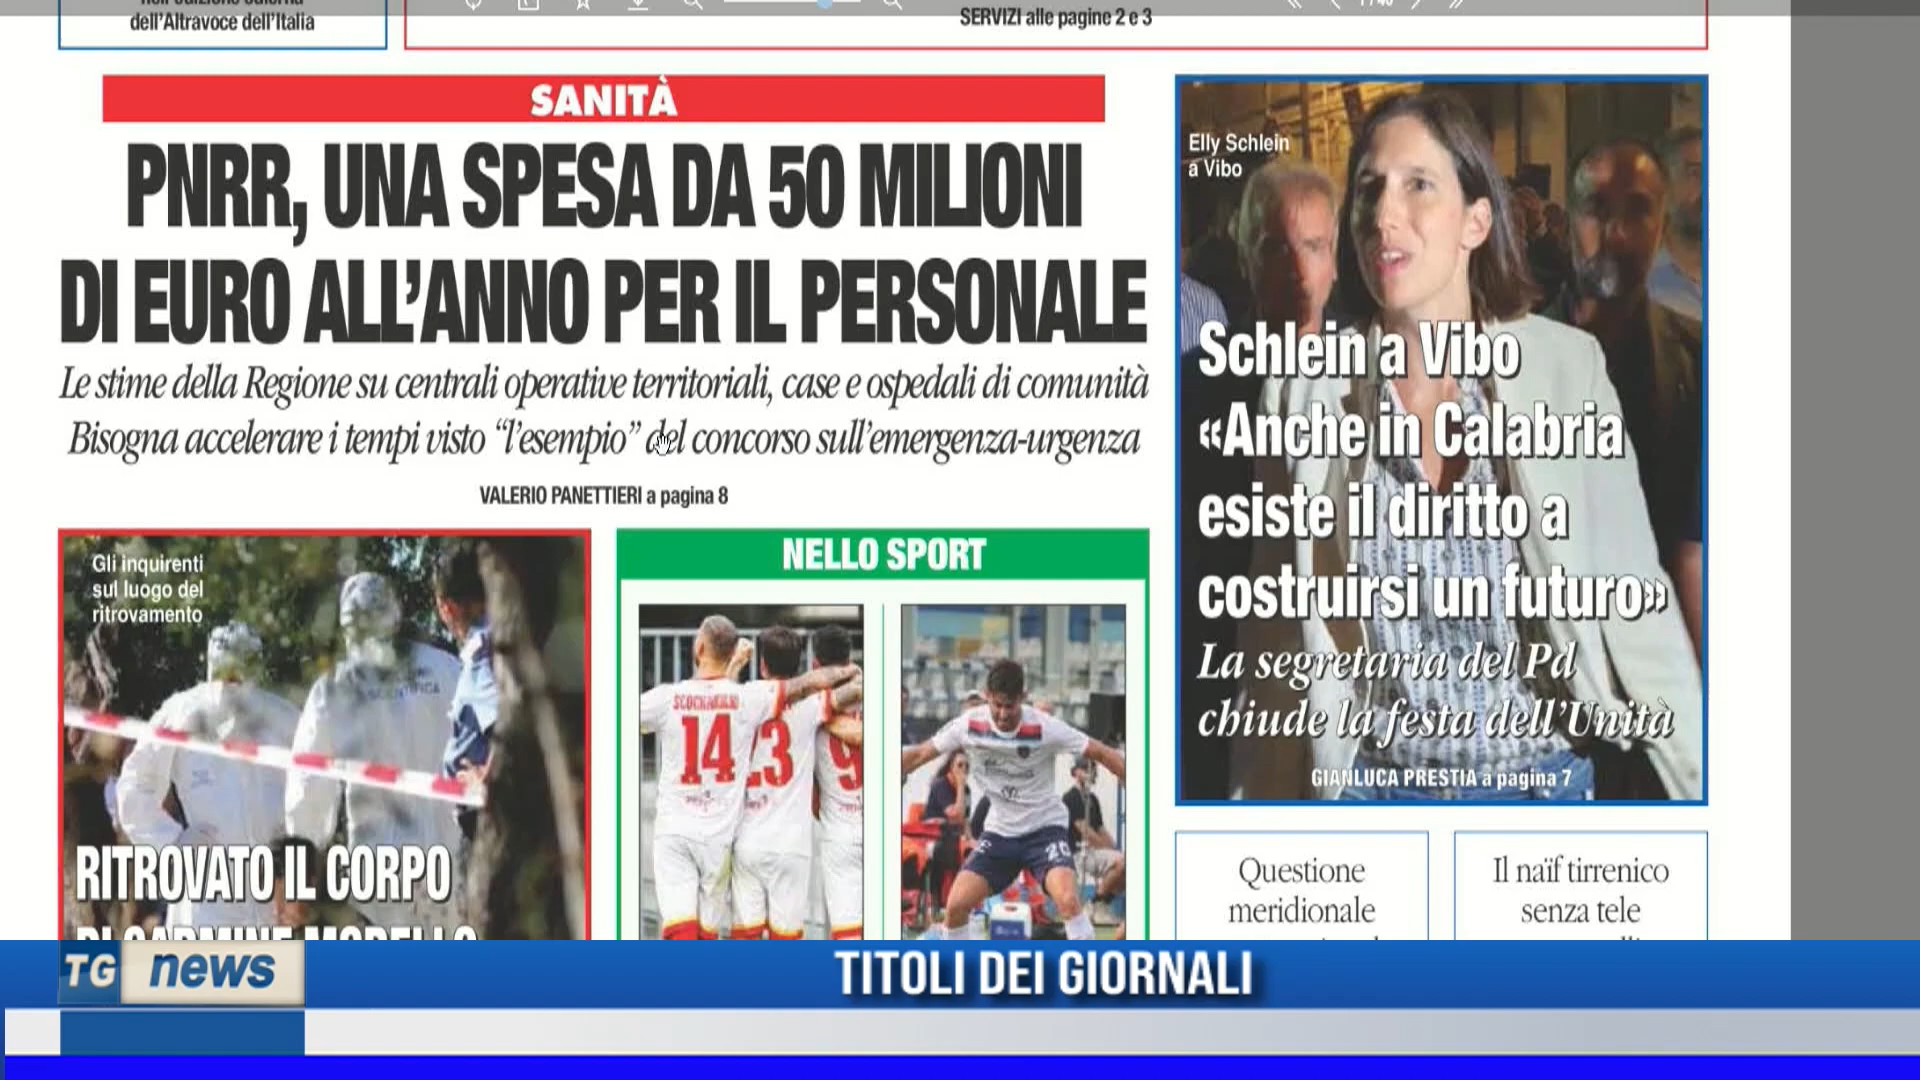 dell'Altravoce dell'Italia
SERVIZI alle pagine 2 e 3
SANITÀ
PNRR, UNA SPESA DA 50 MILIONI
DI EURO ALL'ANNO PER IL PERSONALE
Le stime della Regione su centrali operative territoriali, case e ospedali di comunità
Bisogna accelerare i tempi visto “l'esempio” del concorso sull'emergenza-urgenza
VALERIO PANETTIERI a pagina 8
Elly Schlein
a Vibo
Schlein a Vibo
«Anche in Calabria
esiste il diritto a
costruirsi un futuro»
La segretaria del Pd
chiude la festa dell'Unità
GIANLUCA PRESTIA a pagina 7
Gli inquirenti
sul luogo del
ritrovamento
SCIENTIFICA
RITROVATO IL CORPO
DI CARMINE MORELLO
NELLO SPORT
14
23
9
20
Questione
meridionale
Il naïf tirrenico
senza tele
TG news
TITOLI DEI GIORNALI